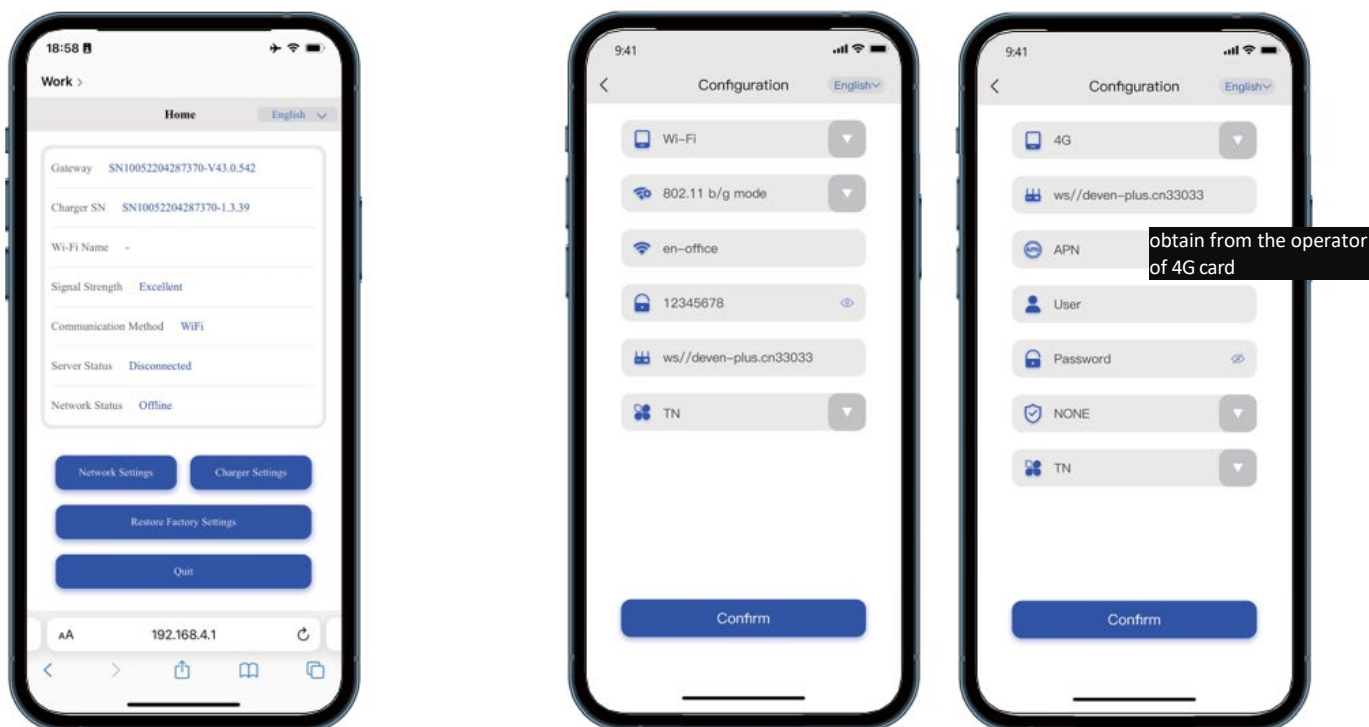 18:58
Work >
Home English
Gateway SN10052204287370-V43.0.542
Charger SN SN10052204287370-1.3.39
Wi-Fi Name -
Signal Strength Excellent
Communication Method WiFi
Server Status Disconnected
Network Status Offline
Network Settings Charger Settings
Restore Factory Settings
Quit
AA 192.168.4.1
9:41
Configuration English
Wi-Fi
802.11 b/g mode
en-office
12345678
ws//deven-plus.cn33033
TN
Confirm
9:41
Configuration English
4G
ws//deven-plus.cn33033
APN APN
obtain from the operator
of 4G card
User
Password
NONE
TN
Confirm